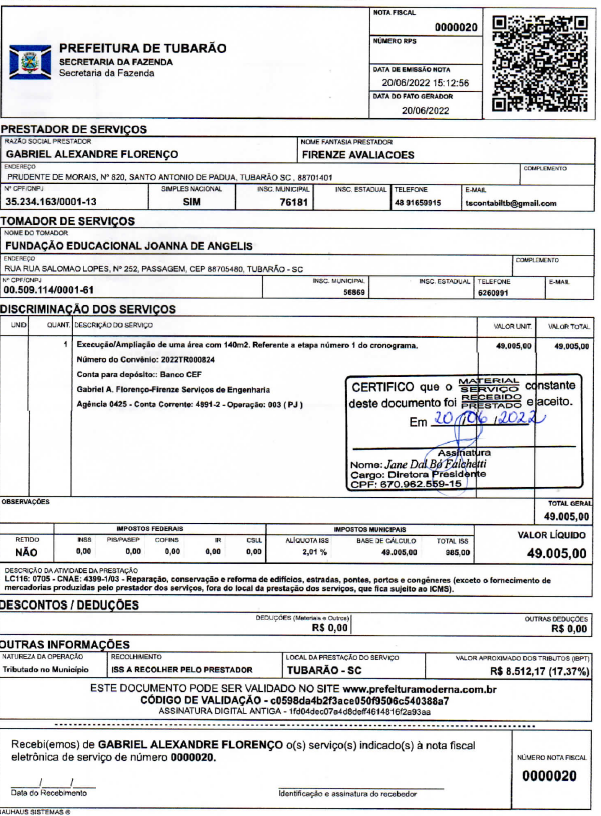 PREFEITURA DE TUBARÃO
SECRETARIA DA FAZENDA
Secretaria da Fazenda
NOTA FISCAL
0000020
NÚMERO RPS
DATA DE EMISSÃO NOTA
20/06/2022 15:12:56
DATA DO FATO GERADOR
20/06/2022
PRESTADOR DE SERVIÇOS
RAZÃO SOCIAL PRESTADOR NOME FANTASIA PRESTADOR
GABRIEL ALEXANDRE FLORENÇO FIRENZE AVALIACOES
ENDEREÇO COMPLEMENTO
PRUDENTE DE MORAIS, Nº 820, SANTO ANTONIO DE PADUA, TUBARÃO SC , 88701401
Nº CPF/CNPJ SIMPLES NACIONAL INSC. MUNICIPAL INSC. ESTADUAL TELEFONE E-MAIL
35.234.163/0001-13 SIM 76181 48 91659915 tscontabiltb@gmail.com
TOMADOR DE SERVIÇOS
NOME DO TOMADOR
FUNDAÇÃO EDUCACIONAL JOANNA DE ANGELIS
ENDEREÇO COMPLEMENTO
RUA RUA SALOMAO LOPES, Nº 252, PASSAGEM, CEP 88705480, TUBARÃO - SC
Nº CPF/CNPJ INSC. MUNICIPAL INSC. ESTADUAL TELEFONE E-MAIL
00.509.114/0001-61 56869 6260991
DISCRIMINAÇÃO DOS SERVIÇOS
UNID QUANT. DESCRIÇÃO DO SERVIÇO VALOR UNIT. VALOR TOTAL
1 Execução/Ampliação de uma área com 140m2. Referente a etapa número 1 do cronograma. 49.005,00 49.005,00
Número do Convênio: 2022TR000824
Conta para depósito:: Banco CEF
Gabriel A. Florenço-Firenze Serviços de Engenharia
Agência 0425 - Conta Corrente: 4891-2 - Operação: 003 ( PJ )
CERTIFICO que o MATERIAL SERVIÇO constante
deste documento foi RECEBIDO PRESTADO e aceito.
Em 20/06/2022
Assinatura
Nome: Jane Dal Bó Falchetti
Cargo: Diretora Presidente
CPF: 670.962.559-15
OBSERVAÇÕES TOTAL GERAL
49.005,00
IMPOSTOS FEDERAIS IMPOSTOS MUNICIPAIS VALOR LÍQUIDO
RETIDO INSS PIS/PASEP COFINS IR CSLL ALÍQUOTA ISS BASE DE CÁLCULO TOTAL ISS
NÃO 0,00 0,00 0,00 0,00 0,00 2,01 % 49.005,00 985,00 49.005,00
DESCRIÇÃO DA ATIVIDADE DA PRESTAÇÃO
LC116: 0705 - CNAE: 4399-1/03 - Reparação, conservação e reforma de edifícios, estradas, pontes, portos e congêneres (exceto o fornecimento de
mercadorias produzidas pelo prestador dos serviços, fora do local da prestação dos serviços, que fica sujeito ao ICMS).
DESCONTOS / DEDUÇÕES
DEDUÇÕES (Materiais e Outros) OUTRAS DEDUÇÕES
R$ 0,00 R$ 0,00
OUTRAS INFORMAÇÕES
NATUREZA DA OPERAÇÃO RECOLHIMENTO LOCAL DA PRESTAÇÃO DO SERVIÇO VALOR APROXIMADO DOS TRIBUTOS (IBPT)
Tributado no Município ISS A RECOLHER PELO PRESTADOR TUBARÃO - SC R$ 8.512,17 (17.37%)
ESTE DOCUMENTO PODE SER VALIDADO NO SITE www.prefeituramoderna.com.br
CÓDIGO DE VALIDAÇÃO - c0598da4b2f3ace050f9506c540388a7
ASSINATURA DIGITAL ANTIGA - 1fd04dec07a4d8deff4614816f2a93aa
Recebi(emos) de GABRIEL ALEXANDRE FLORENÇO o(s) serviço(s) indicado(s) à nota fiscal
eletrônica de serviço de número 0000020.
NÚMERO NOTA FISCAL
0000020
/ /
Data do Recebimento Identificação e assinatura do recebedor
BAUHAUS SISTEMAS ®